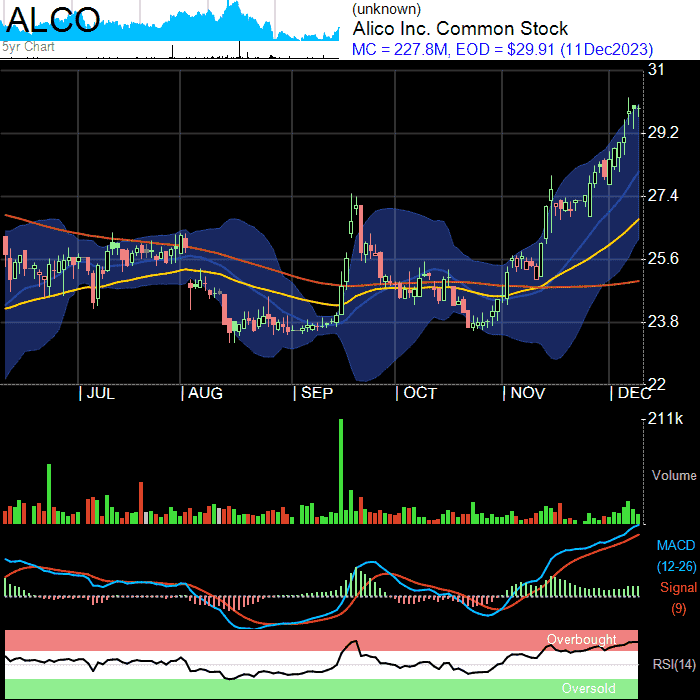 ALCO
5yr Chart
(unknown)
Alico Inc. Common Stock
MC = 227.8M, EOD = $29.91 (11Dec2023)
31
29.2
27.4
25.6
23.8
22
JUL
AUG
SEP
OCT
NOV
DEC
211k
Volume
MACD
(12-26)
Signal
(9)
Overbought
RSI(14)
Oversold